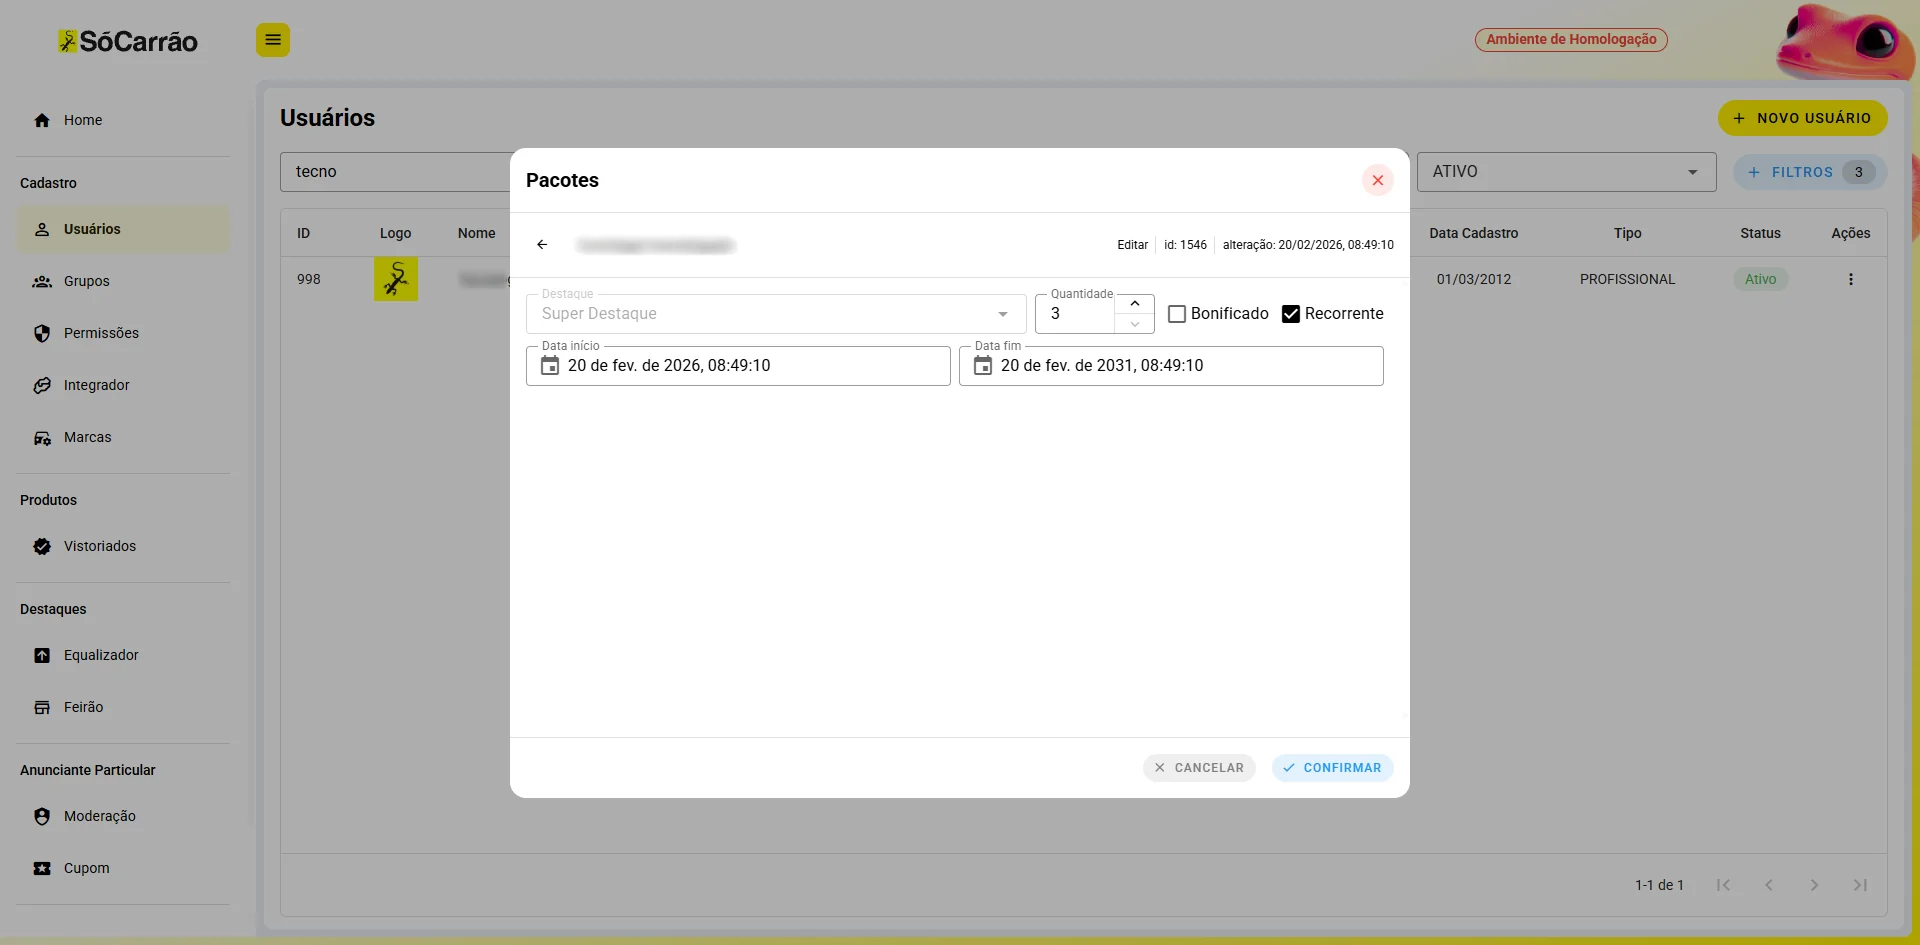 SóCarrão
Ambiente de Homologação
Home
Cadastro
Usuários
Grupos
Permissões
Integrador
Marcas
Produtos
Vistoriados
Destaques
Equalizador
Feirão
Anunciante Particular
Moderação
Cupom
Usuários
NOVO USUÁRIO
tecno
ATIVO
FILTROS 3
ID Logo Nome Data Cadastro Tipo Status Ações
998 01/03/2012 PROFISSIONAL Ativo
1-1 de 1
Pacotes
Editar id: 1546 alteração: 20/02/2026, 08:49:10
Destaque
Super Destaque
Quantidade
3
Bonificado
Recorrente
Data início
20 de fev. de 2026, 08:49:10
Data fim
20 de fev. de 2031, 08:49:10
CANCELAR
CONFIRMAR